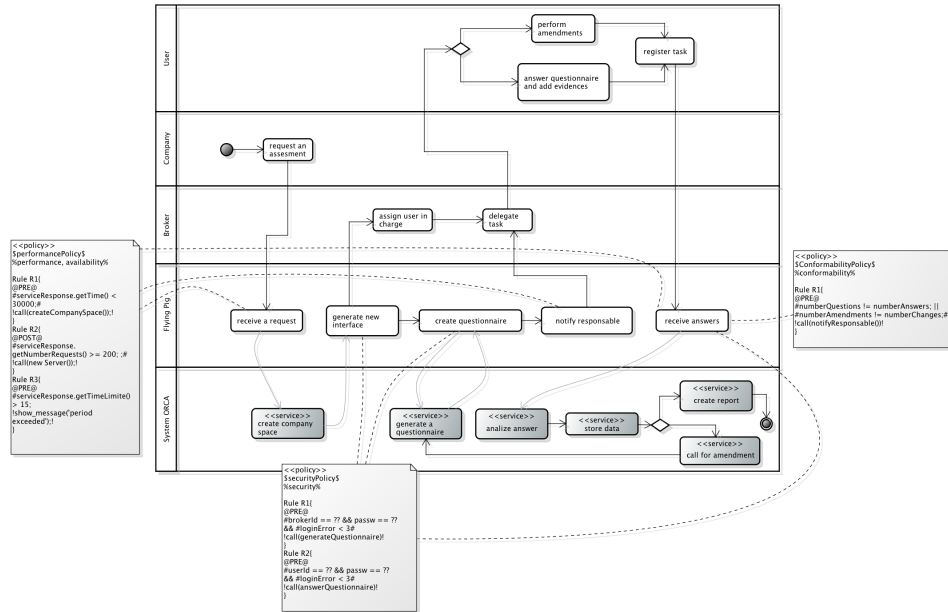 User
perform
amendments
register task
answer questionnaire
and add evidences
Company
request an
assesment
Broker
assign user in
charge
delegate
task
Flying Pig
receive a request
generate new
interface
create questionnaire
notify responsable
receive answers
System ORCA
<<service>>
create company
space
<<service>>
generate a
questionnaire
<<service>>
analize answer
<<service>>
store data
<<service>>
create report
<<service>>
call for amendment
<<policy>>
$performancePolicy$
%performance, availability%
Rule R1{
@PRE@
#serviceResponse.getTime() <
30000;#
!call(createCompanySpace());!
}
Rule R2{
@POST@
#serviceResponse.
getNumberRequests() >= 200; ;#
!call(new Server());!
}
Rule R3{
@PRE@
#serviceResponse.getTimeLimite()
> 15;
!show_message('period
exceeded');!
}
<<policy>>
$securityPolicy$
%security%
Rule R1{
@PRE@
#brokerId == ?? && passw == ??
&& #loginError < 3#
!call(generateQuestionnaire)!
}
Rule R2{
@PRE@
#userId == ?? && passw == ??
&& #loginError < 3#
!call(answerQuestionnaire)!
}
<<policy>>
$ConformabilityPolicy$
%conformability%
Rule R1{
@PRE@
#numberQuestions != numberAnswers; ||
#numberAmendments != numberChanges;#
!call(notifyResponsable))!
}